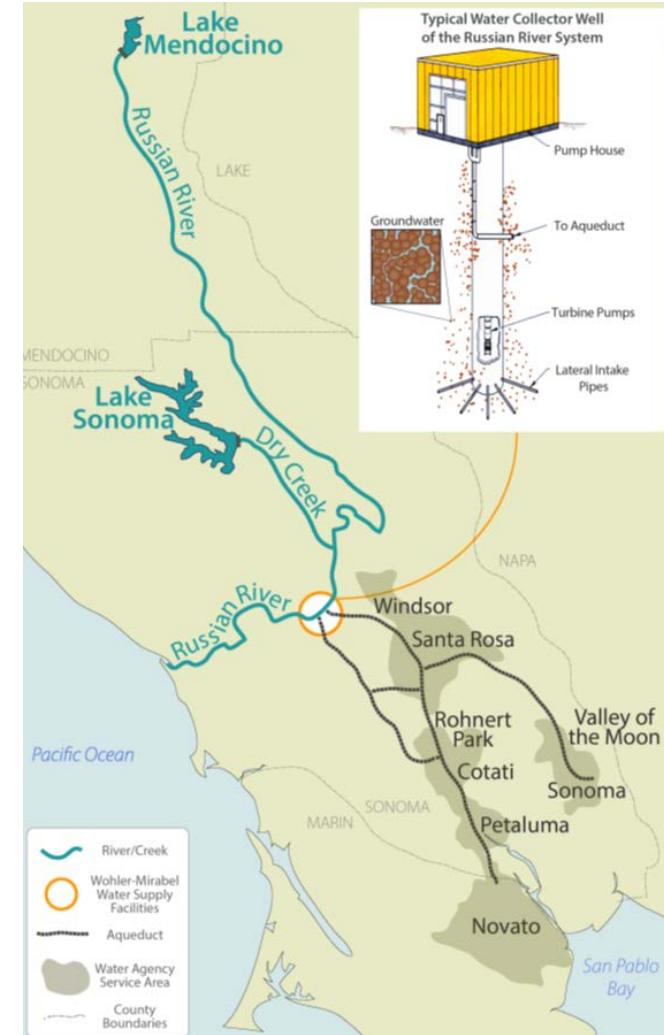 Lake
Mendocino
Russian River
LAKE
MENDOCINO
SONOMA
Lake
Sonoma
Dry Creek
NAPA
Russian River
Windsor
Santa Rosa
Rohnert
Park
Cotati
Valley of
the Moon
Sonoma
Petaluma
Pacific Ocean
SONOMA
MARIN
Novato
San Pablo
Bay
Typical Water Collector Well
of the Russian River System
Pump House
Groundwater
To Aqueduct
Turbine Pumps
Lateral Intake
Pipes
River/Creek
Wohler-Mirabel
Water Supply
Facilities
Aqueduct
Water Agency
Service Area
County
Boundaries